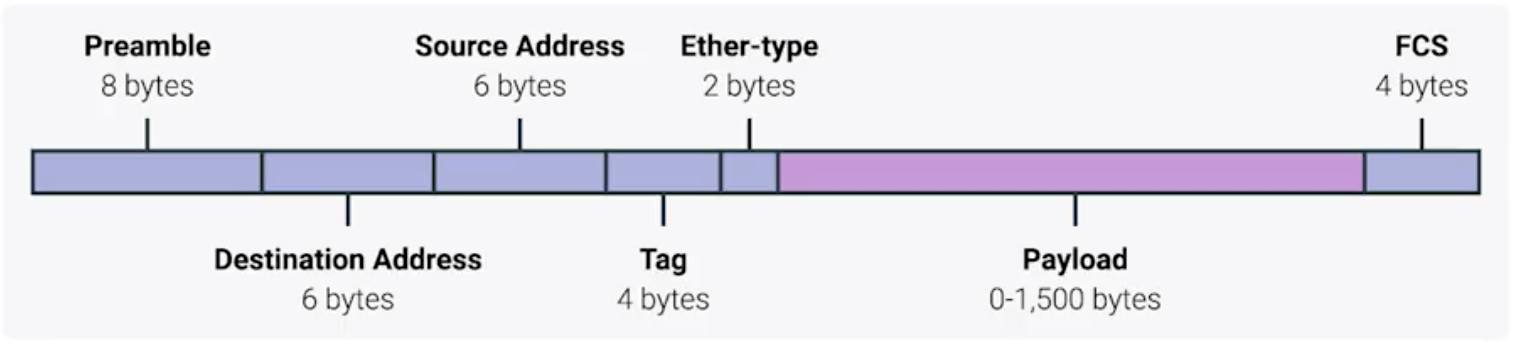 Preamble
8 bytes
Source Address
6 bytes
Ether-type
2 bytes
FCS
4 bytes
Destination Address
6 bytes
Tag
4 bytes
Payload
0-1,500 bytes